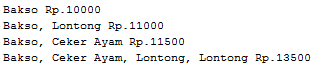 Bakso Rp.10000
Bakso, Lontong Rp.11000
Bakso, Ceker Ayam Rp.11500
Bakso, Ceker Ayam, Lontong, Lontong Rp.13500